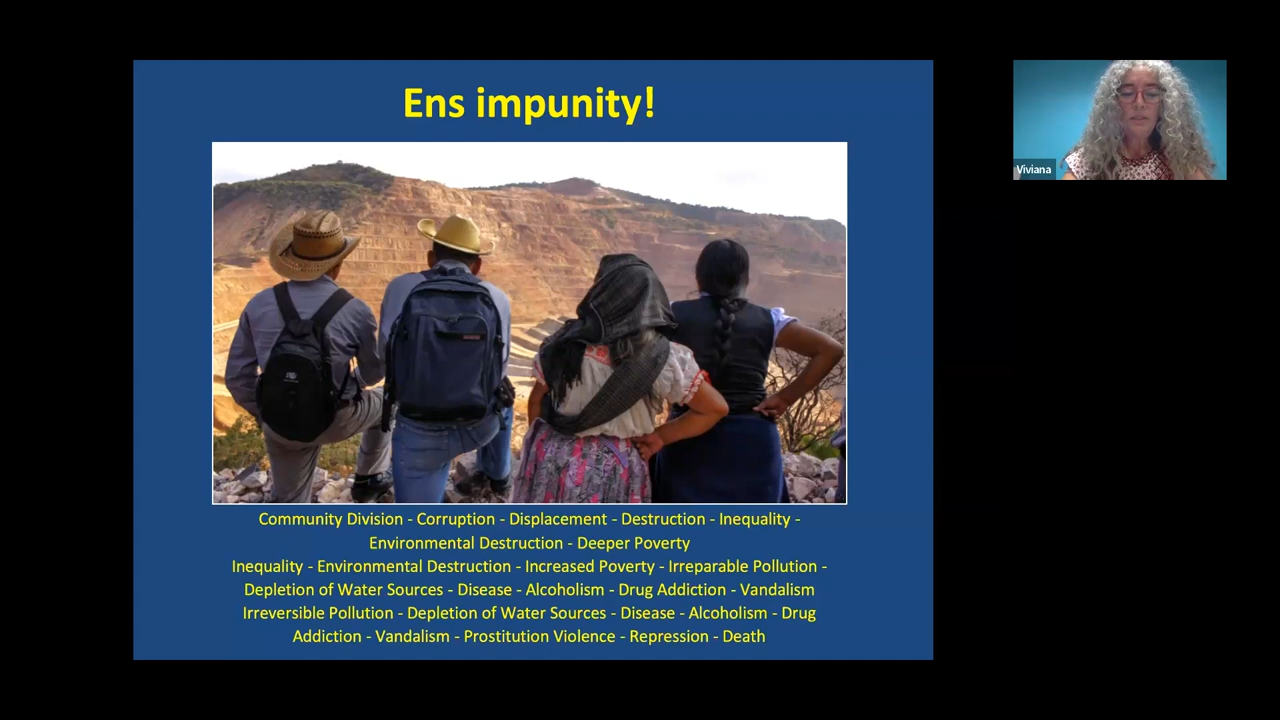 Ens impunity!
Community Division - Corruption - Displacement - Destruction - Inequality -
Environmental Destruction - Deeper Poverty
Inequality - Environmental Destruction - Increased Poverty - Irreparable Pollution -
Depletion of Water Sources - Disease - Alcoholism - Drug Addiction - Vandalism
Irreversible Pollution - Depletion of Water Sources - Disease - Alcoholism - Drug
Addiction - Vandalism - Prostitution Violence - Repression - Death
Viviana